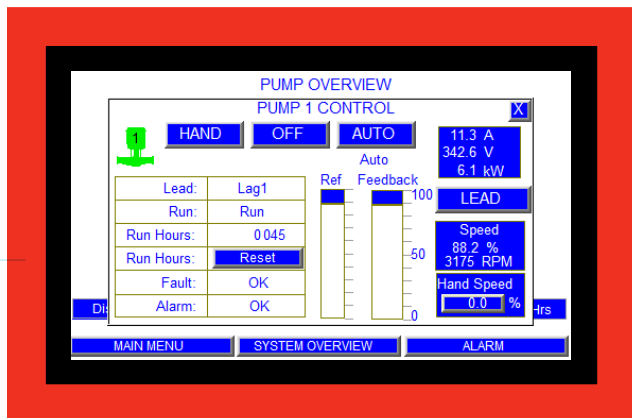 PUMP OVERVIEW
PUMP 1 CONTROL
X
1
HAND
OFF
AUTO
Auto
11.3 A
342.6 V
6.1 kW
Ref
Feedback
100
50
0
Lead:
Lag1
Run:
Run
Run Hours:
0045
Run Hours:
Reset
Fault:
OK
Alarm:
OK
LEAD
Speed
88.2 %
3175 RPM
Hand Speed
0.0 %
Hrs
MAIN MENU
SYSTEM OVERVIEW
ALARM